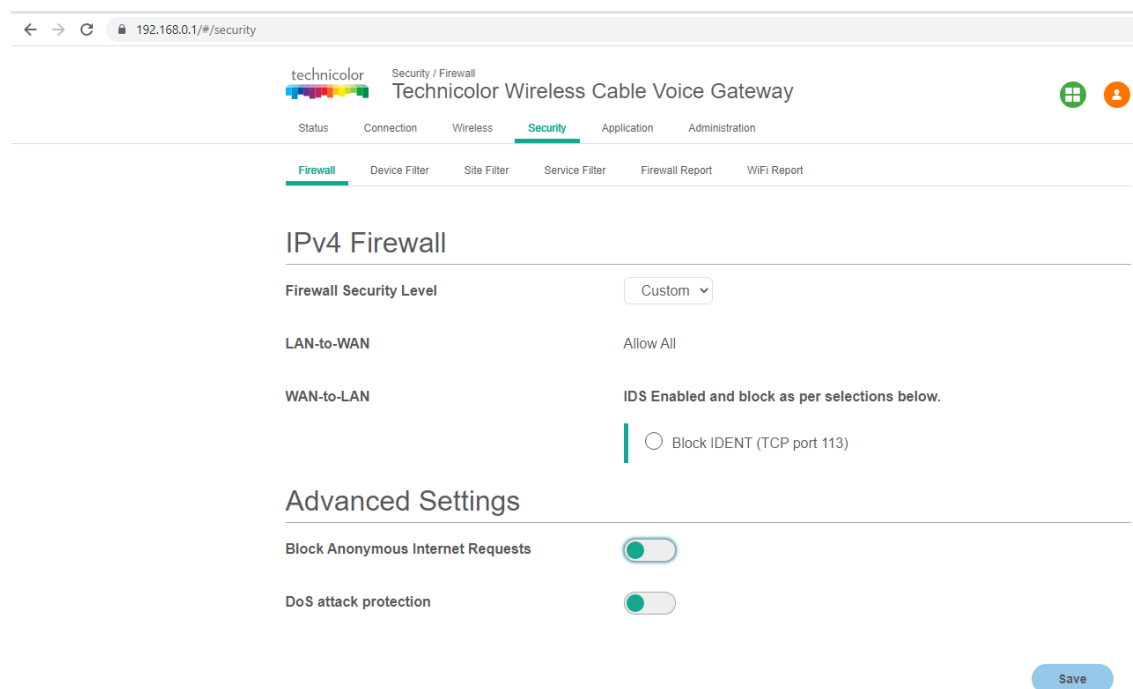 192.168.0.1/#/security
technicolor
Security / Firewall
Technicolor Wireless Cable Voice Gateway
Status Connection Wireless Security Application Administration
Firewall Device Filter Site Filter Service Filter Firewall Report WiFi Report
IPv4 Firewall
Firewall Security Level Custom
LAN-to-WAN Allow All
WAN-to-LAN IDS Enabled and block as per selections below.
Block IDENT (TCP port 113)
Advanced Settings
Block Anonymous Internet Requests
DoS attack protection
Save